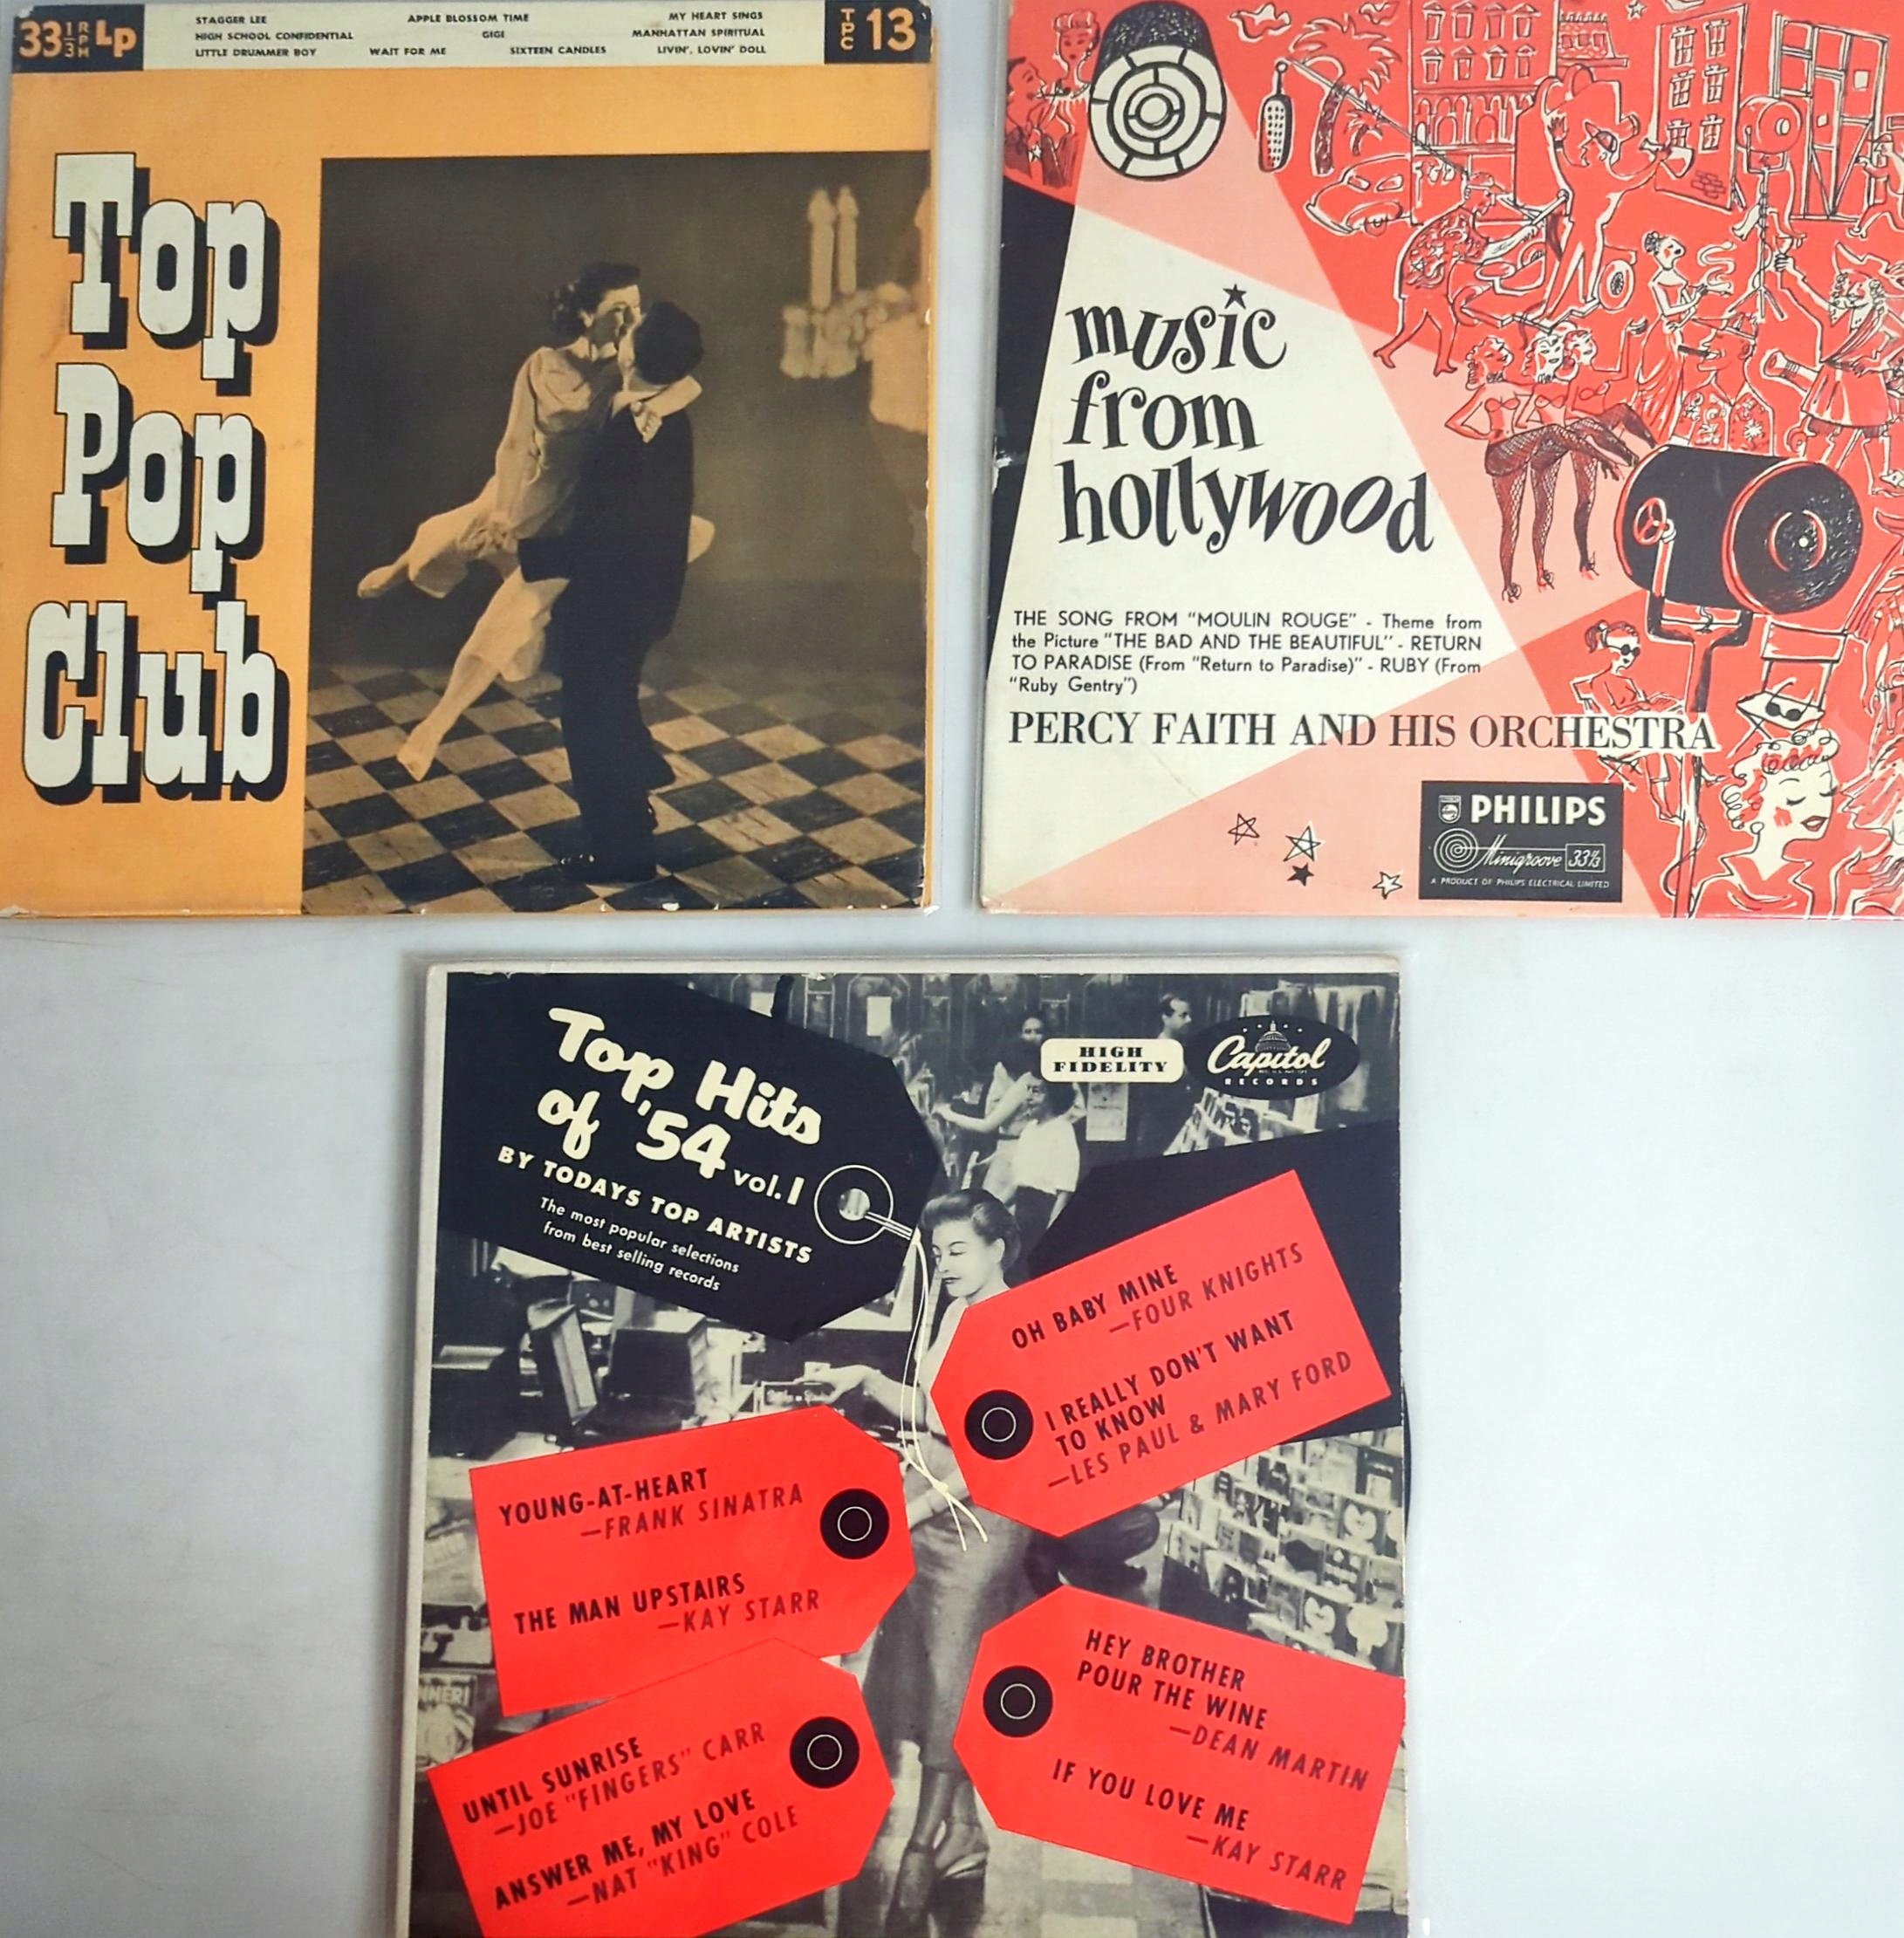 33 1/3 RPM LP
STAGGER LEE APPLE BLOSSOM TIME MY HEART SINGS
HIGH SCHOOL CONFIDENTIAL GIGI MANHATTAN SPIRITUAL
LITTLE DRUMMER BOY WAIT FOR ME SIXTEEN CANDLES LIVIN', LOVIN' DOLL
TPC 13
Top
Pop
Club
music
from
hollywood
THE SONG FROM "MOULIN ROUGE" - Theme from
the Picture "THE BAD AND THE BEAUTIFUL" - RETURN
TO PARADISE (From "Return to Paradise)" - RUBY (From
"Ruby Gentry")
PERCY FAITH AND HIS ORCHESTRA
PHILIPS
Minigroove 33 1/3
A PRODUCT OF PHILIPS ELECTRICAL LIMITED
Top Hits
of '54 vol. 1
BY TODAYS TOP ARTISTS
The most popular selections
from best selling records
HIGH
FIDELITY
Capitol
RECORDS
OH BABY MINE
—FOUR KNIGHTS
I REALLY DON'T WANT
TO KNOW
—LES PAUL & MARY FORD
YOUNG-AT-HEART
—FRANK SINATRA
THE MAN UPSTAIRS
—KAY STARR
HEY BROTHER
POUR THE WINE
—DEAN MARTIN
IF YOU LOVE ME
—KAY STARR
UNTIL SUNRISE
—JOE "FINGERS" CARR
ANSWER ME, MY LOVE
—NAT "KING" COLE